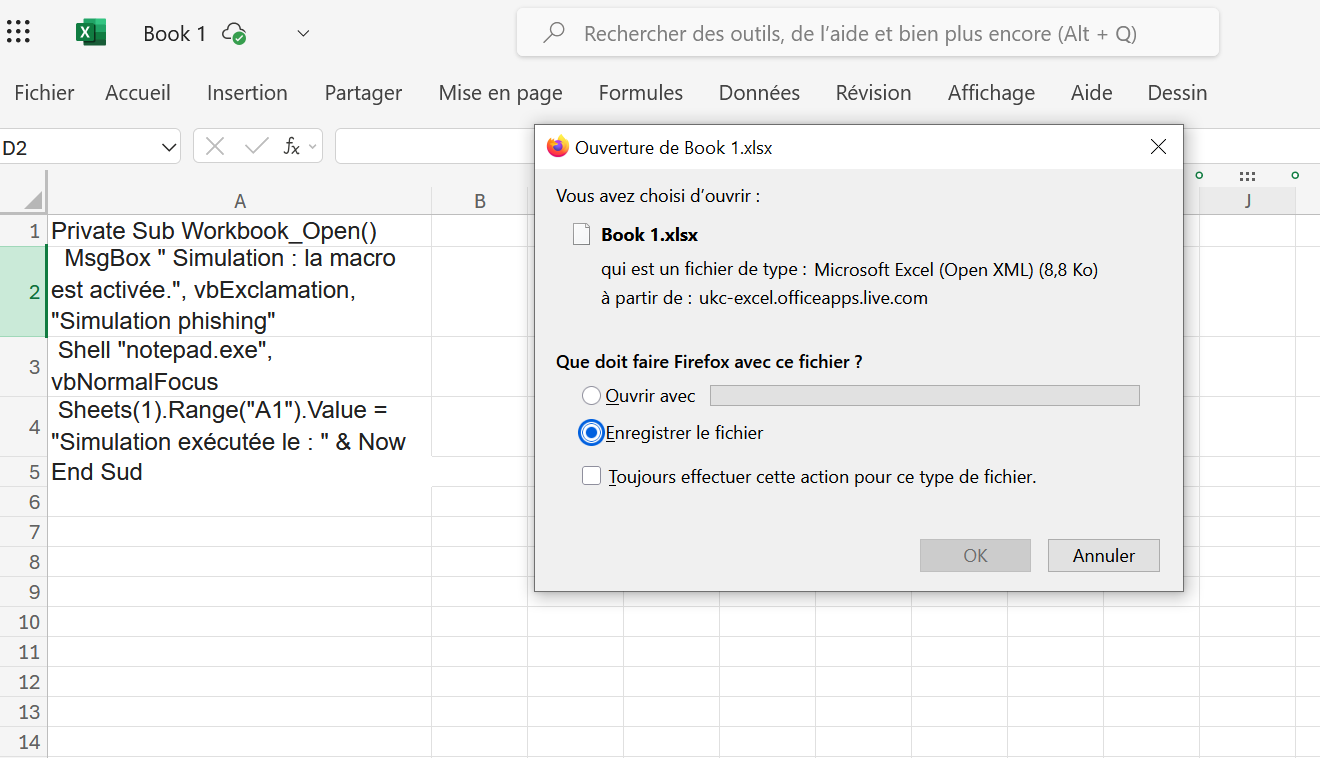 Book 1
Rechercher des outils, de l’aide et bien plus encore (Alt + Q)
Fichier Accueil Insertion Partager Mise en page Formules Données Révision Affichage Aide Dessin
D2
fx
A B J
1 Private Sub Workbook_Open()
2 MsgBox " Simulation : la macro
est activée.", vbExclamation,
"Simulation phishing"
3 Shell "notepad.exe",
vbNormalFocus
4 Sheets(1).Range("A1").Value =
"Simulation exécutée le : " & Now
5 End Sud
6
7
8
9
10
11
12
13
14
Ouverture de Book 1.xlsx
Vous avez choisi d’ouvrir :
Book 1.xlsx
qui est un fichier de type : Microsoft Excel (Open XML) (8,8 Ko)
à partir de : ukc-excel.officeapps.live.com
Que doit faire Firefox avec ce fichier ?
Ouvrir avec
Enregistrer le fichier
Toujours effectuer cette action pour ce type de fichier.
OK Annuler